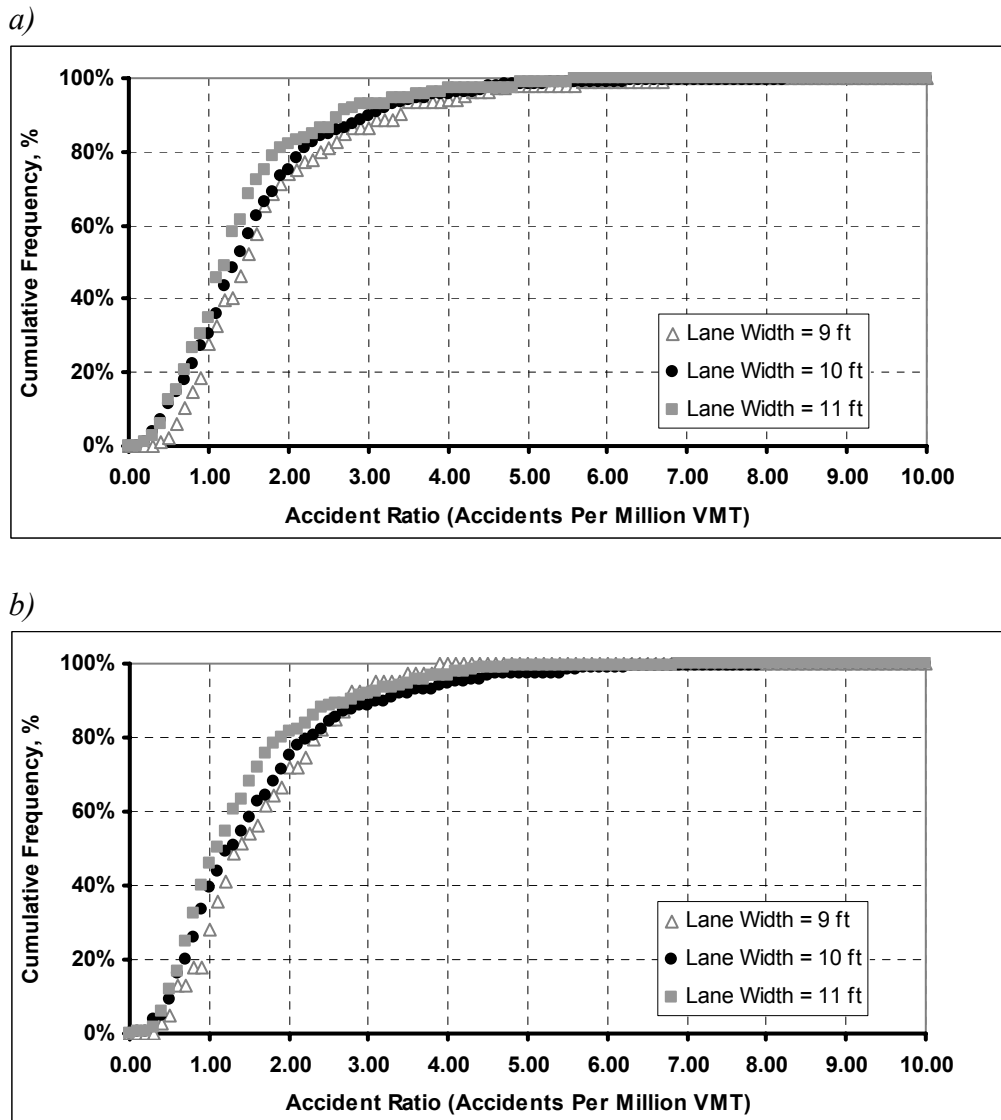 a)
100%
80%
60%
40%
20%
0%
Cumulative Frequency, %
0.00 1.00 2.00 3.00 4.00 5.00 6.00 7.00 8.00 9.00 10.00
Accident Ratio (Accidents Per Million VMT)
Lane Width = 9 ft
Lane Width = 10 ft
Lane Width = 11 ft
b)
100%
80%
60%
40%
20%
0%
Cumulative Frequency, %
0.00 1.00 2.00 3.00 4.00 5.00 6.00 7.00 8.00 9.00 10.00
Accident Ratio (Accidents Per Million VMT)
Lane Width = 9 ft
Lane Width = 10 ft
Lane Width = 11 ft